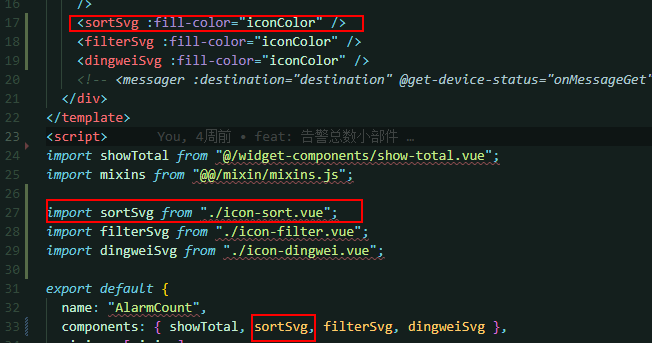 16 />
17 <sortSvg :fill-color="iconColor" />
18 <filterSvg :fill-color="iconColor" />
19 <dingweiSvg :fill-color="iconColor" />
20 <!-- <messager :destination="destination" @get-device-status="onMessageGet"
21 </div>
22 </template>
23 <script> You, 4周前 • feat: 告警总数小部件 …
24 import showTotal from "@/widget-components/show-total.vue";
25 import mixins from "@@/mixin/mixins.js";
26
27 import sortSvg from "./icon-sort.vue";
28 import filterSvg from "./icon-filter.vue";
29 import dingweiSvg from "./icon-dingwei.vue";
30
31 export default {
32 name: "AlarmCount",
33 components: { showTotal, sortSvg, filterSvg, dingweiSvg },